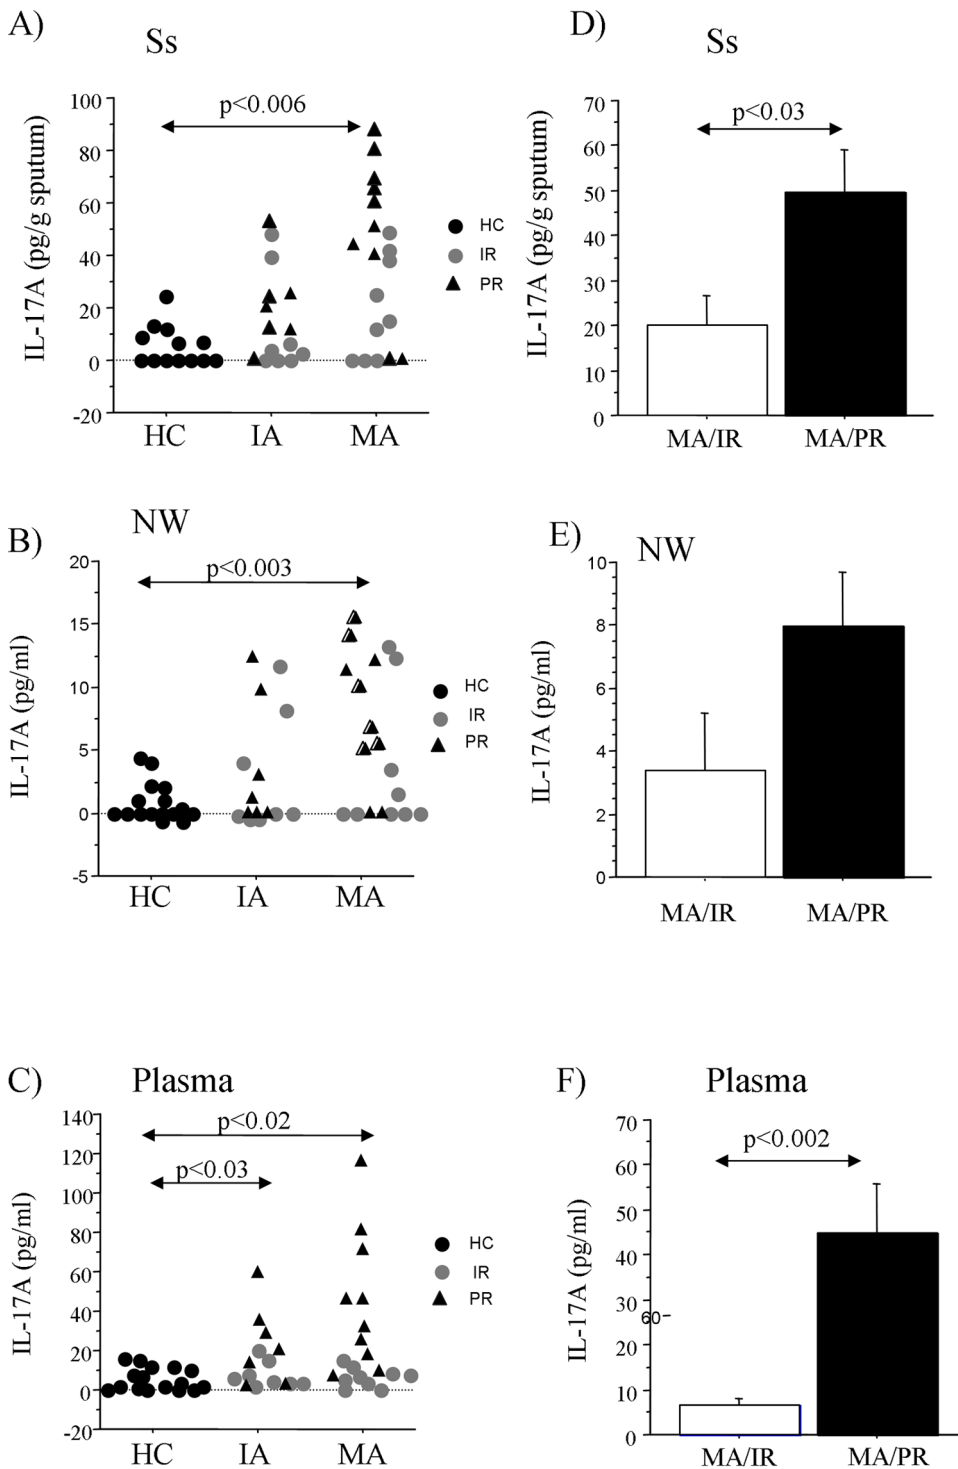 A)
Ss
p<0.006
IL-17A (pg/g sputum)
100
80
60
40
20
0
-20
HC
IR
PR
HC IA MA
D)
Ss
p<0.03
IL-17A (pg/g sputum)
70
60
50
40
30
20
10
0
MA/IR MA/PR
B)
NW
p<0.003
IL-17A (pg/ml)
20
15
10
5
0
-5
HC
IR
PR
HC IA MA
E)
NW
IL-17A (pg/ml)
10
8
6
4
2
0
MA/IR MA/PR
C)
Plasma
p<0.02
p<0.03
IL-17A (pg/ml)
140
120
100
80
60
40
20
0
-20
HC
IR
PR
HC IA MA
F)
Plasma
p<0.002
IL-17A (pg/ml)
70
60
50
40
30
60
20
10
0
MA/IR MA/PR